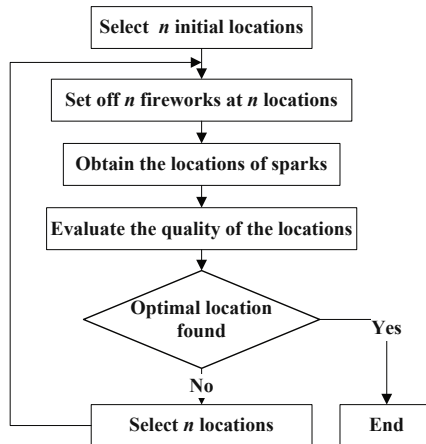 Select n initial locations
Set off n fireworks at n locations
Obtain the locations of sparks
Evaluate the quality of the locations
Optimal location
found
Yes
No
Select n locations
End